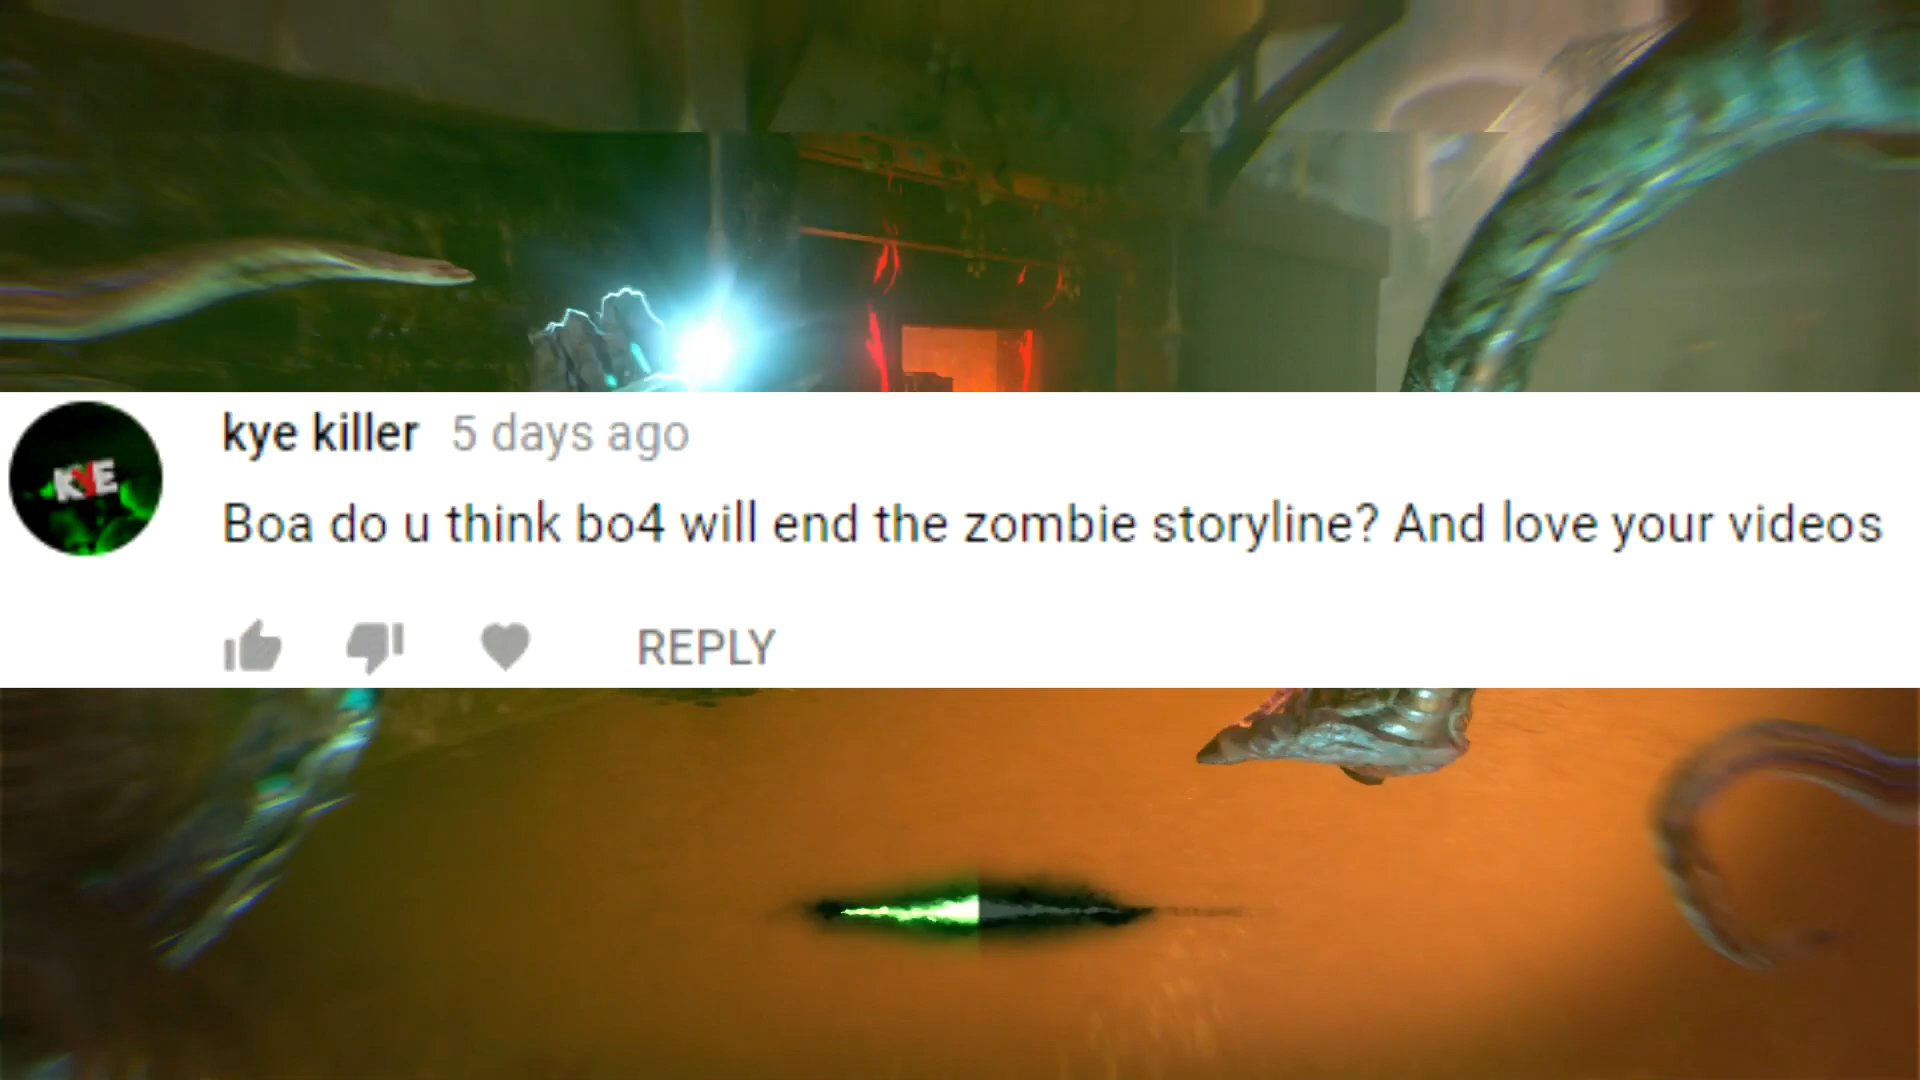 KYE
kye killer 5 days ago
Boa do u think bo4 will end the zombie storyline? And love your videos
REPLY